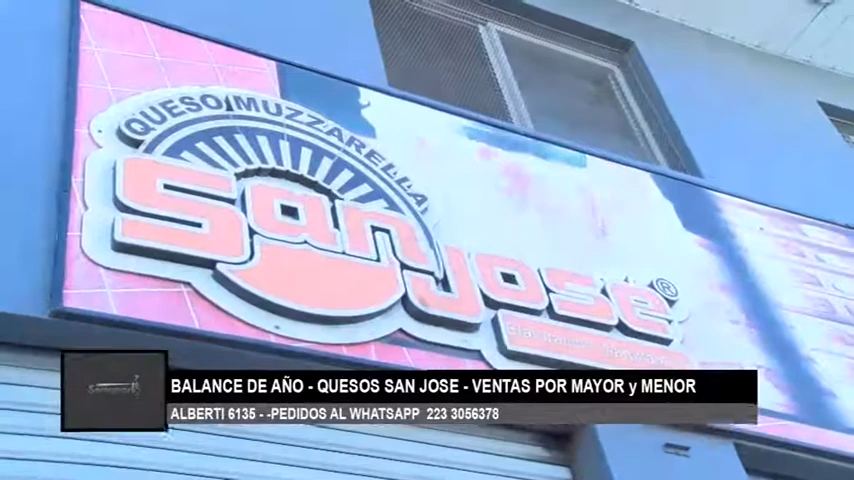 QUESO MUZZARELLA
San José ®
BALANCE DE AÑO - QUESOS SAN JOSE - VENTAS POR MAYOR y MENOR
ALBERTI 6135 - -PEDIDOS AL WHATSAPP 223 3056378